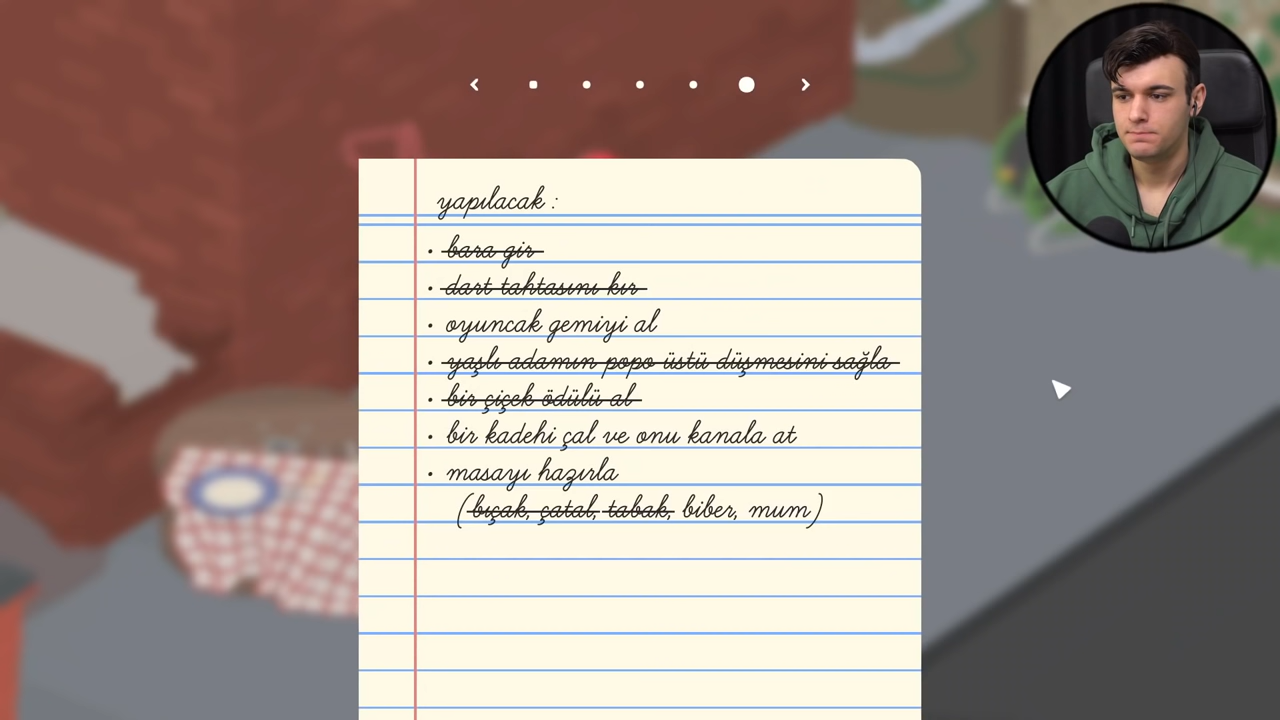 yapılacak :
• bara gir
• dart tahtasını kır
• oyuncak gemiyi al
• yaşlı adamın popo üstü düşmesini sağla
• bir çiçek ödülü al
• bir kadehi çal ve onu kanala at
• masayı hazırla
(bıçak, çatal, tabak, biber, mum)